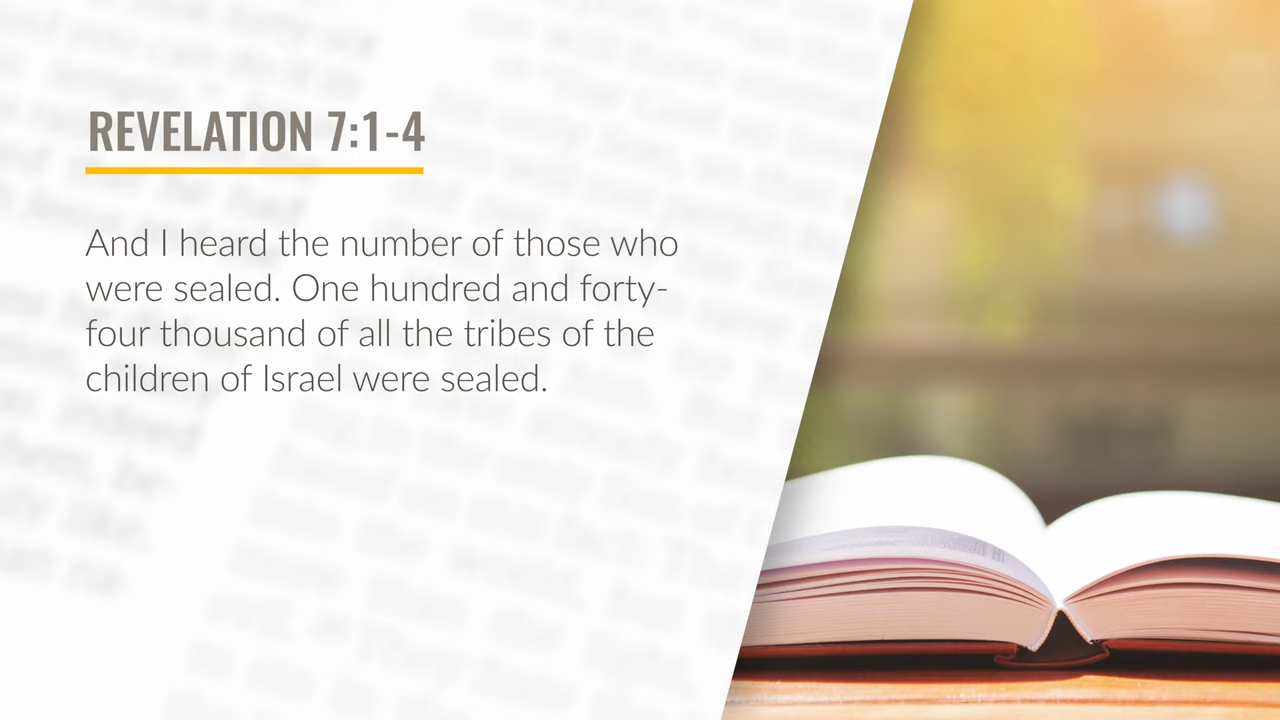 REVELATION 7:1-4
And I heard the number of those who
were sealed. One hundred and forty-
four thousand of all the tribes of the
children of Israel were sealed.